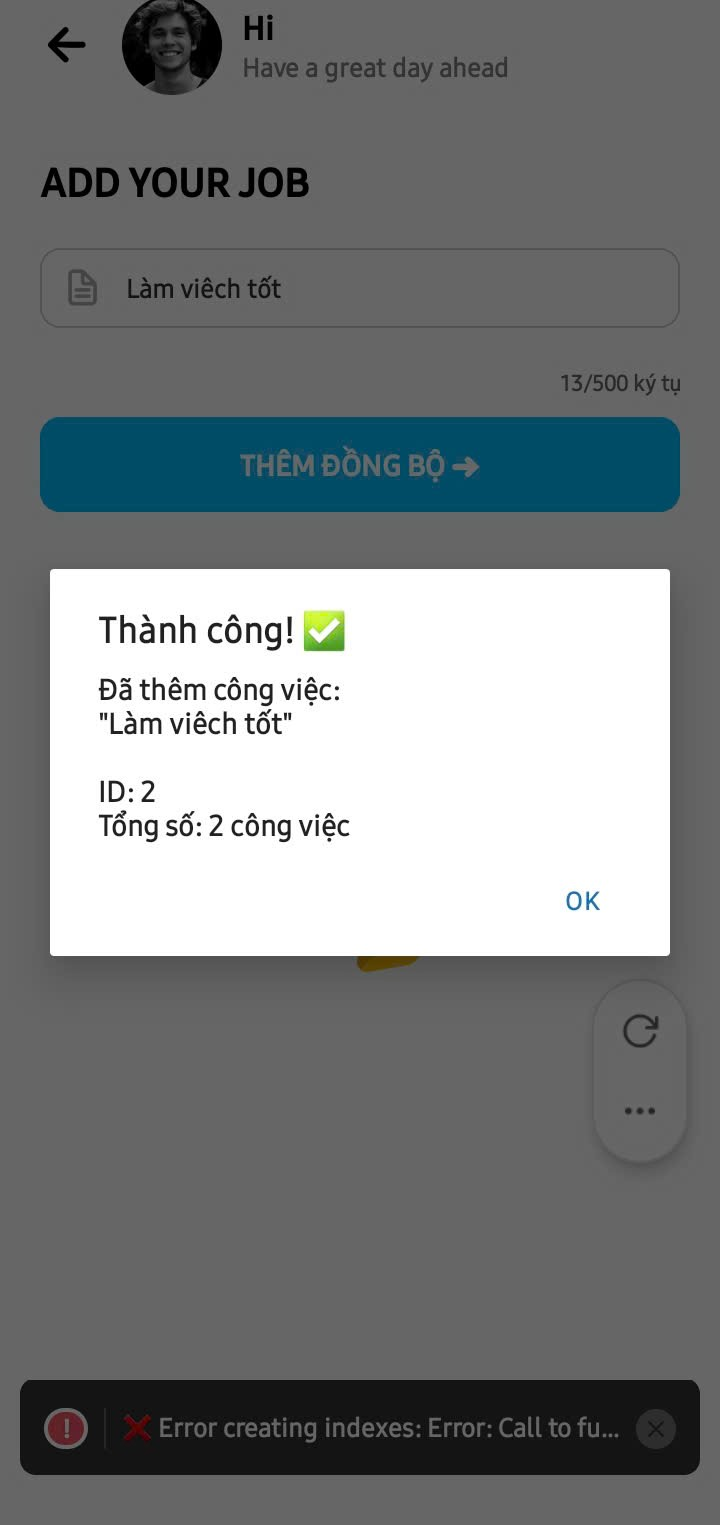 Hi
Have a great day ahead
ADD YOUR JOB
Làm viêch tốt
13/500 ký tự
THÊM ĐỒNG BỘ ➔
Thành công! ✅
Đã thêm công việc:
"Làm viêch tốt"
ID: 2
Tổng số: 2 công việc
OK
❌ Error creating indexes: Error: Call to fu...